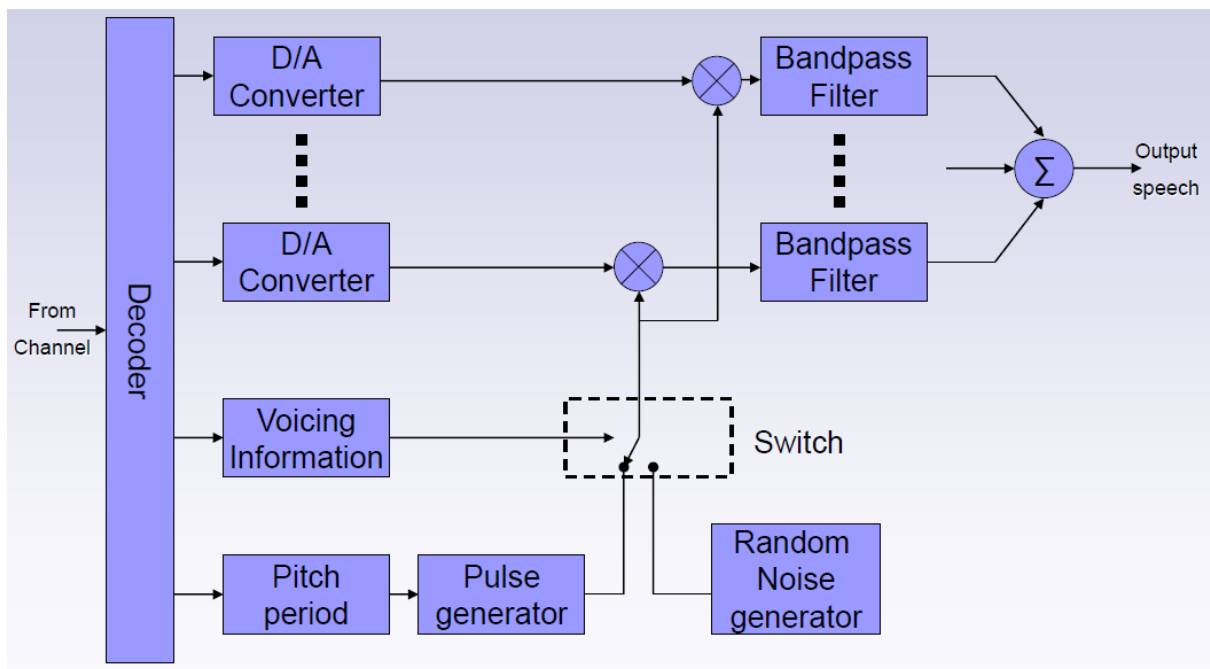 D/A
Converter
Bandpass
Filter
Σ
Output
speech
D/A
Converter
Bandpass
Filter
From
Channel
Decoder
Voicing
Information
Switch
Pitch
period
Pulse
generator
Random
Noise
generator